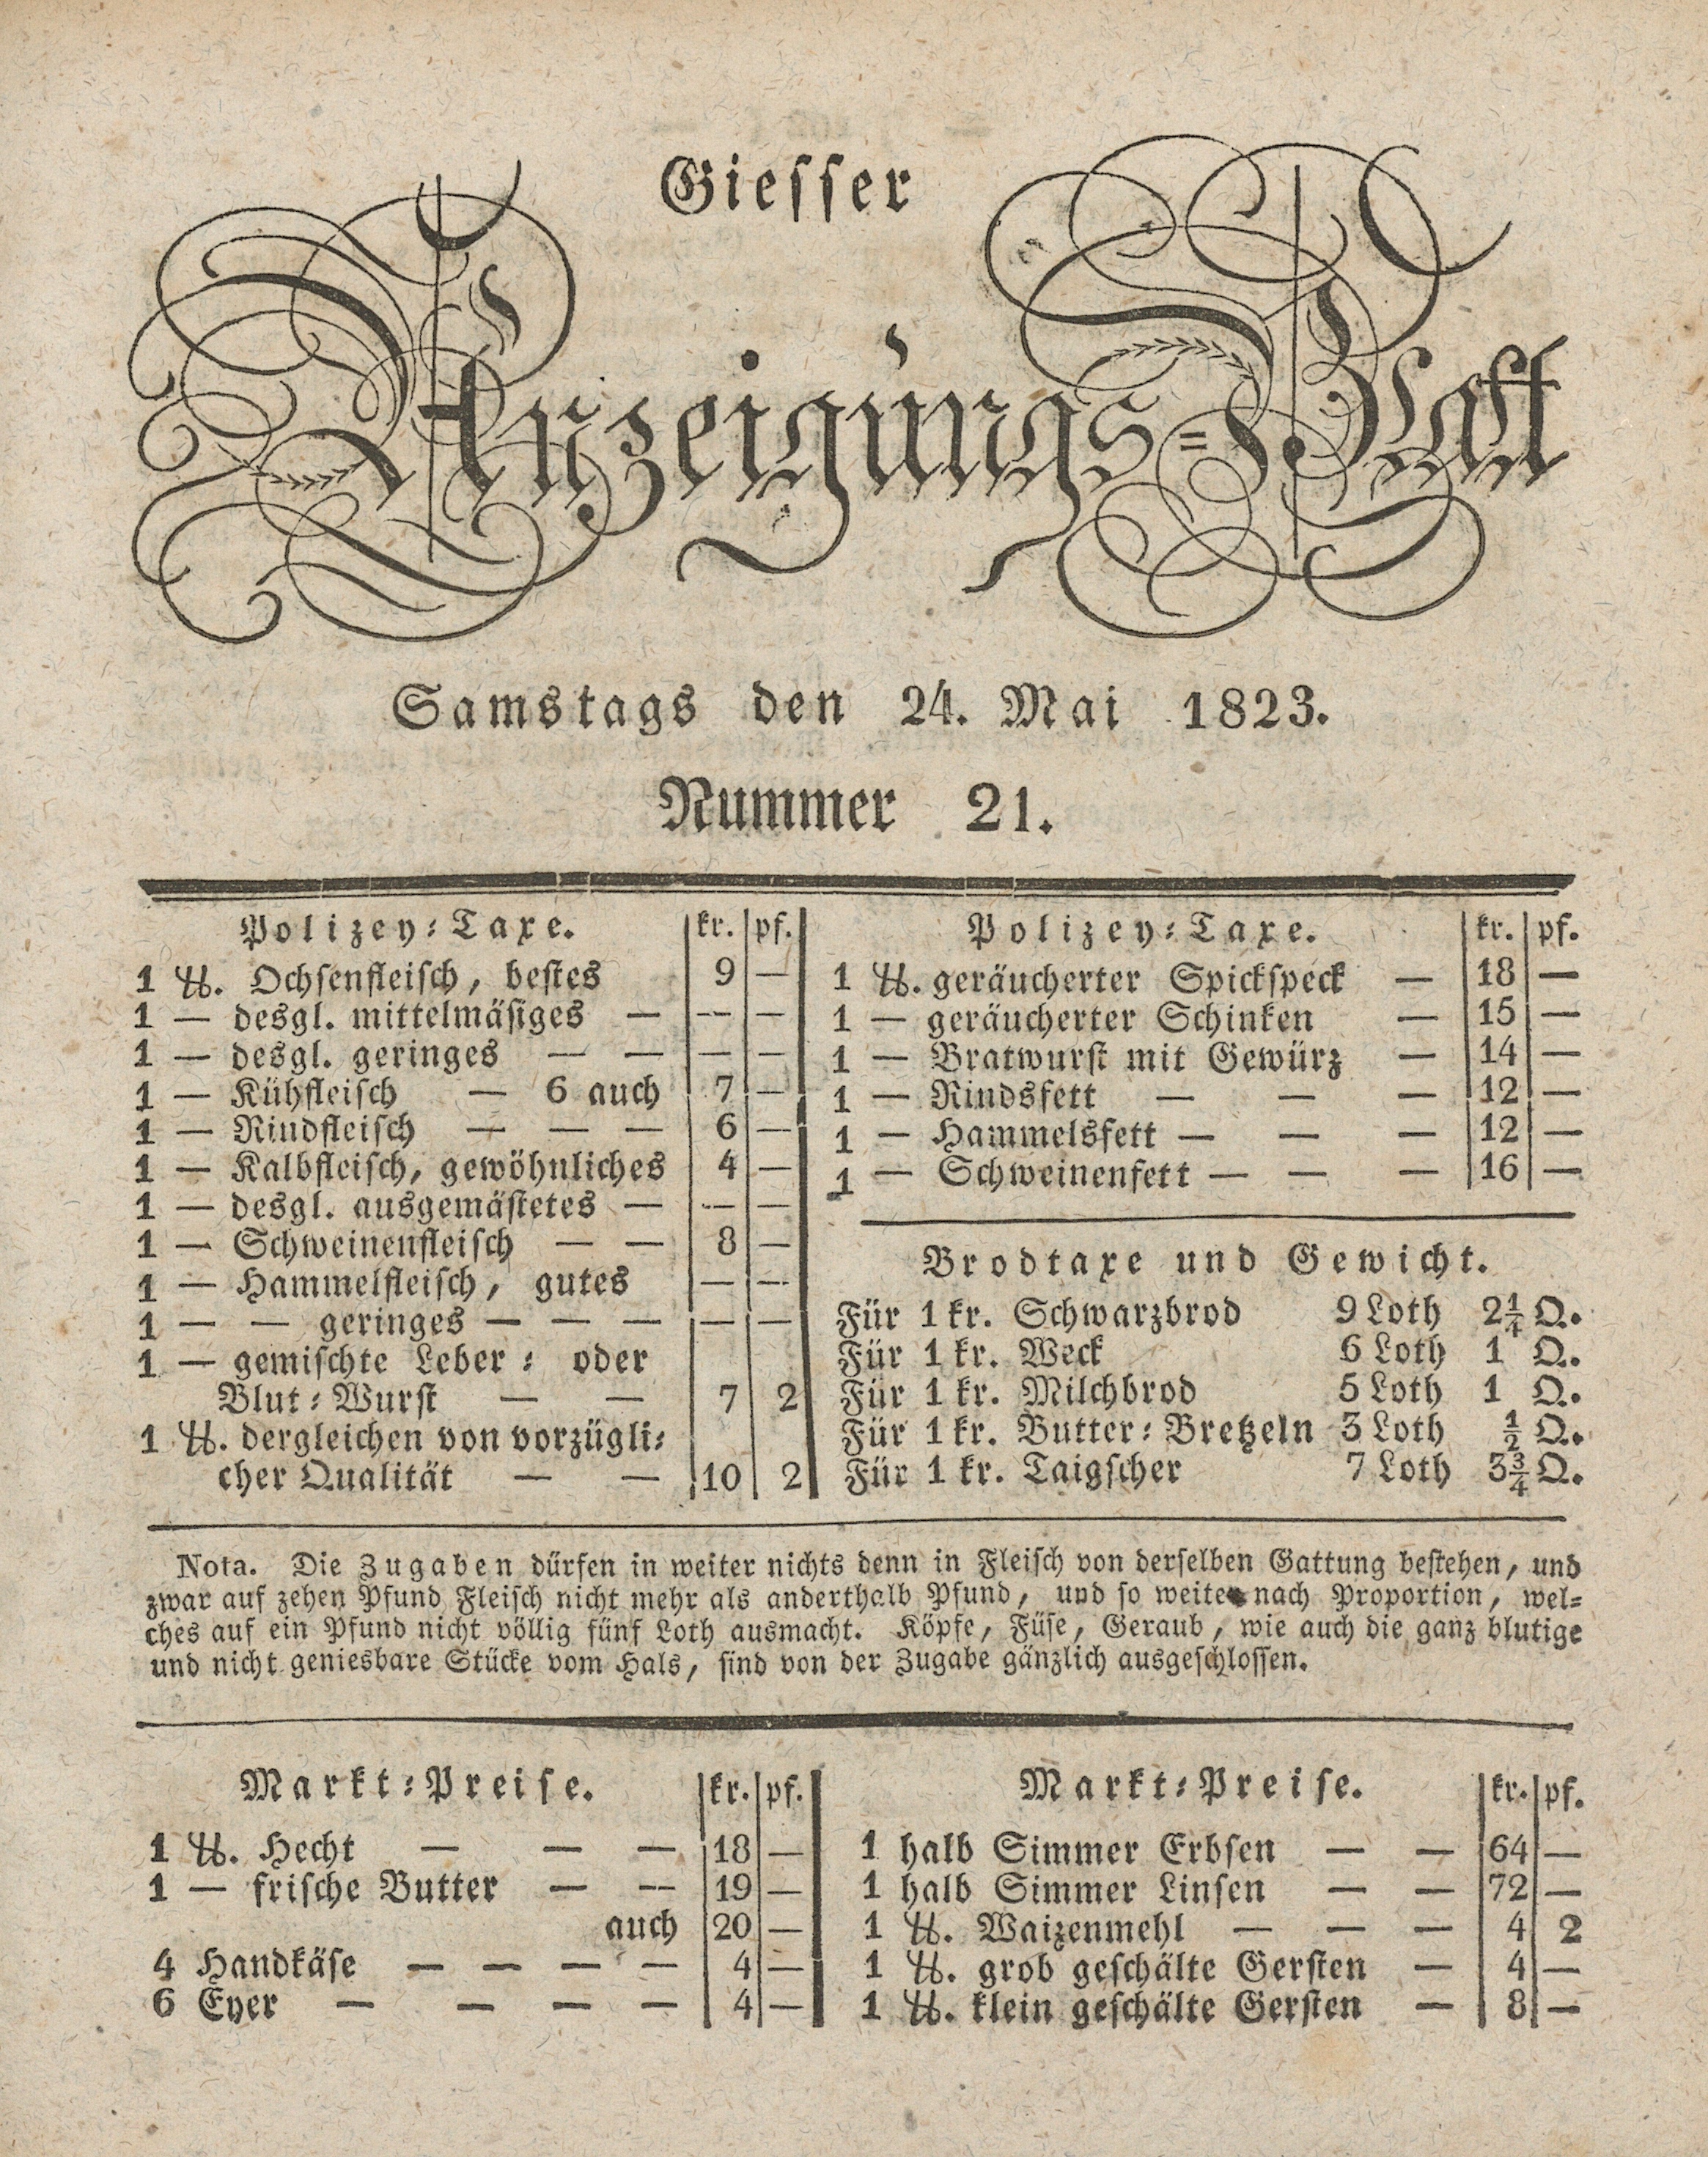 Giesser
Anzeigungs-Blatt
Samstags den 24. Mai 1823.
Nummer 21.
Polizey-Taxe. kr. pf.
1 ℔. Ochsenfleisch, bestes 9 —
1 — desgl. mittelmäsiges — — —
1 — desgl. geringes — — — —
1 — Kühfleisch — 6 auch 7 —
1 — Rindfleisch — — — 6 —
1 — Kalbfleisch, gewöhnliches 4 —
1 — desgl. ausgemästetes — — —
1 — Schweinenfleisch — — 8 —
1 — Hammelfleisch, gutes — —
1 — — geringes — — — — —
1 — gemischte Leber- oder
Blut-Wurst — — 7 2
1 ℔. dergleichen von vorzügli-
cher Qualität — — 10 2
Polizey-Taxe. kr. pf.
1 ℔. geräucherter Spickspeck — 18 —
1 — geräucherter Schinken — 15 —
1 — Bratwurst mit Gewürz — 14 —
1 — Rindsfett — — — 12 —
1 — Hammelsfett — — — 12 —
1 — Schweinenfett — — — 16 —
Brodtaxe und Gewicht.
Für 1 kr. Schwarzbrod 9 Loth 2¼ Q.
Für 1 kr. Weck 6 Loth 1 Q.
Für 1 kr. Milchbrod 5 Loth 1 Q.
Für 1 kr. Butter-Bretzeln 3 Loth ½ Q.
Für 1 kr. Taigscher 7 Loth 3¾ Q.
Nota. Die Zugaben dürfen in weiter nichts denn in Fleisch von derselben Gattung bestehen, und
zwar auf zehen Pfund Fleisch nicht mehr als anderthalb Pfund, und so weiter nach Proportion, wel-
ches auf ein Pfund nicht völlig fünf Loth ausmacht. Köpfe, Füse, Geraub, wie auch die ganz blutige
und nicht geniesbare Stücke vom Hals, sind von der Zugabe gänzlich ausgeschlossen.
Markt-Preise. kr. pf.
1 ℔. Hecht — — — 18 —
1 — frische Butter — — 19 —
auch 20 —
4 Handkäse — — — — 4 —
6 Eyer — — — — 4 —
Markt-Preise. kr. pf.
1 halb Simmer Erbsen — — 64 —
1 halb Simmer Linsen — — 72 —
1 ℔. Waizenmehl — — — 4 2
1 ℔. grob geschälte Gersten — 4 —
1 ℔. klein geschälte Gersten — 8 —